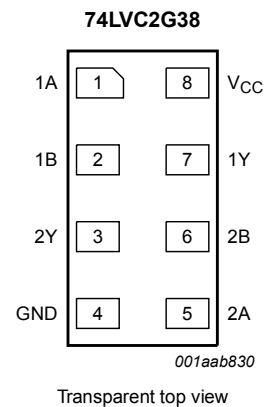 74LVC2G38
1A 1 8 VCC
1B 2 7 1Y
2Y 3 6 2B
GND 4 5 2A
001aab830
Transparent top view